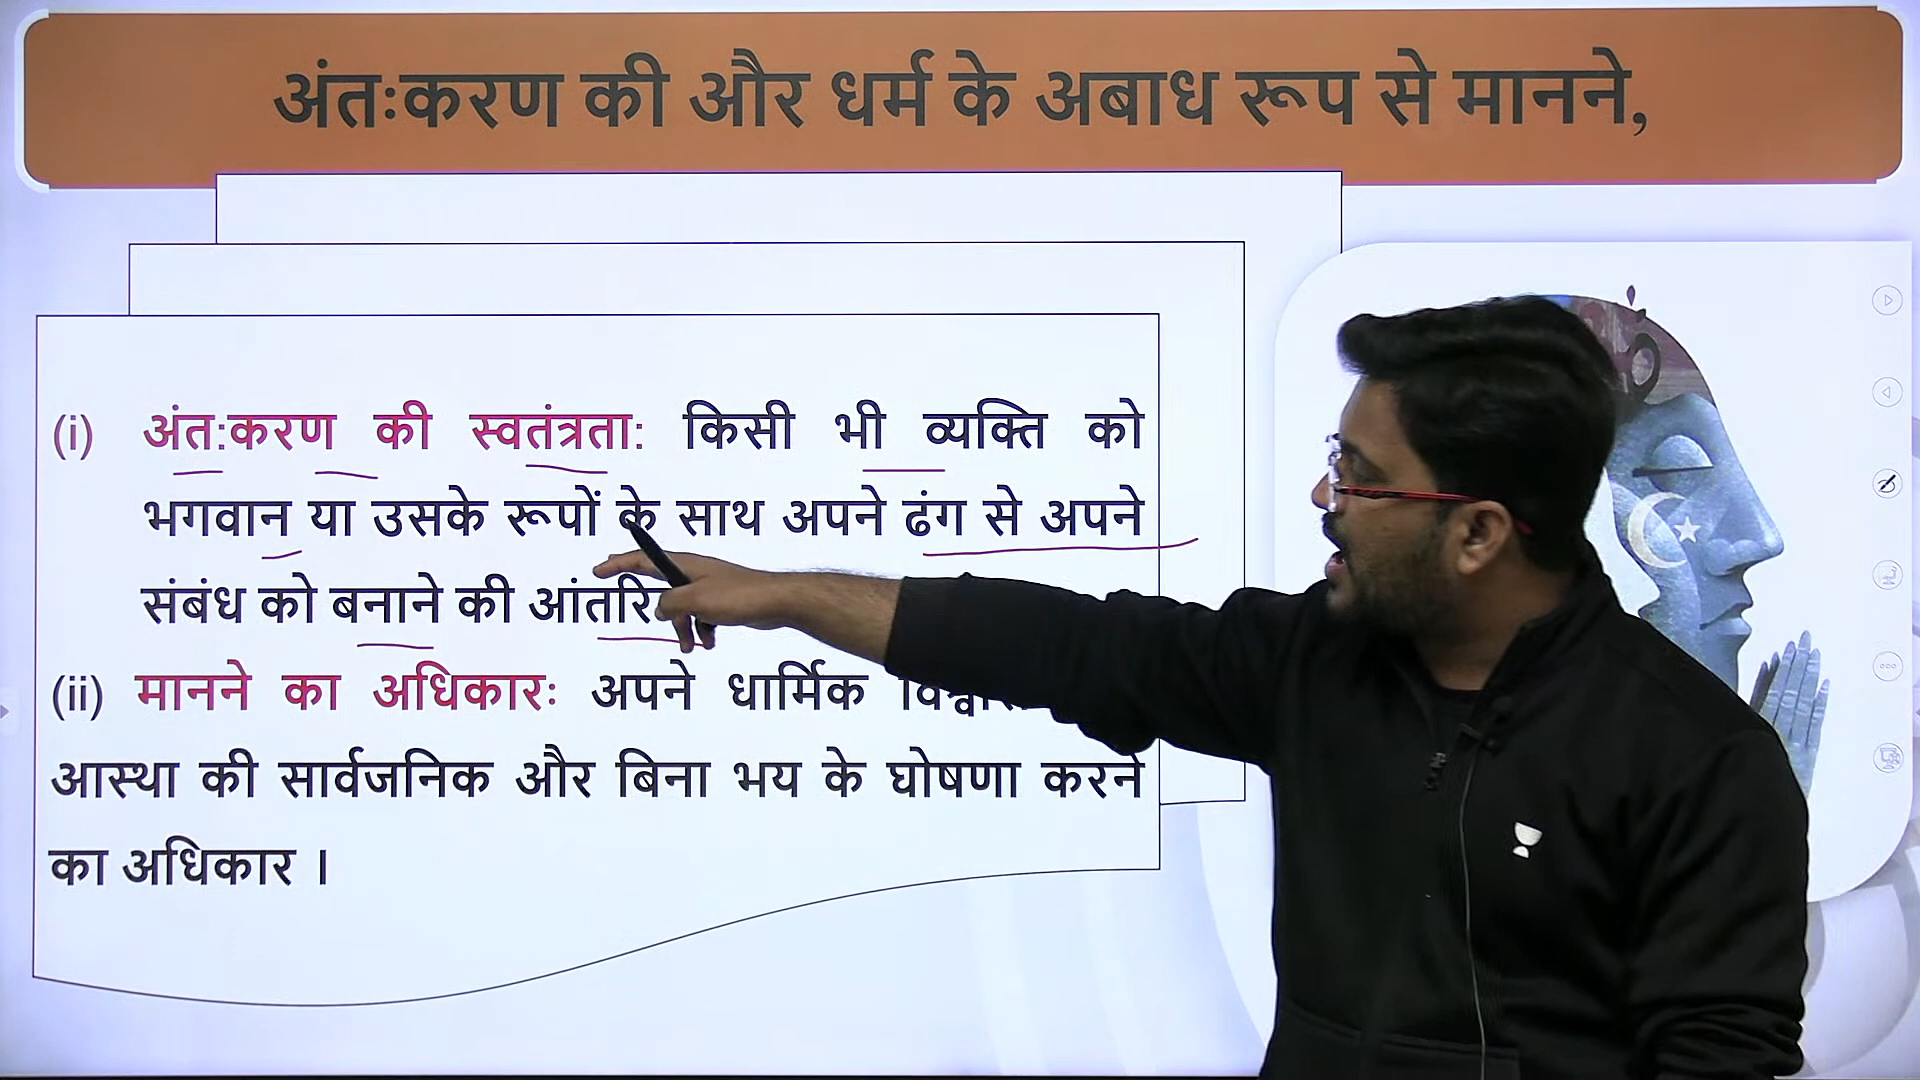 अंतःकरण की और धर्म के अबाध रूप से मानने,
(i) अंत:करण की स्वतंत्रता: किसी भी व्यक्ति को
भगवान या उसके रूपों के साथ अपने ढंग से अपने
संबंध को बनाने की
(ii) मानने का अधिकारः अपने धार्मिक
आस्था की सार्वजनिक और बिना भय के घोषणा करने
का अधिकार ।